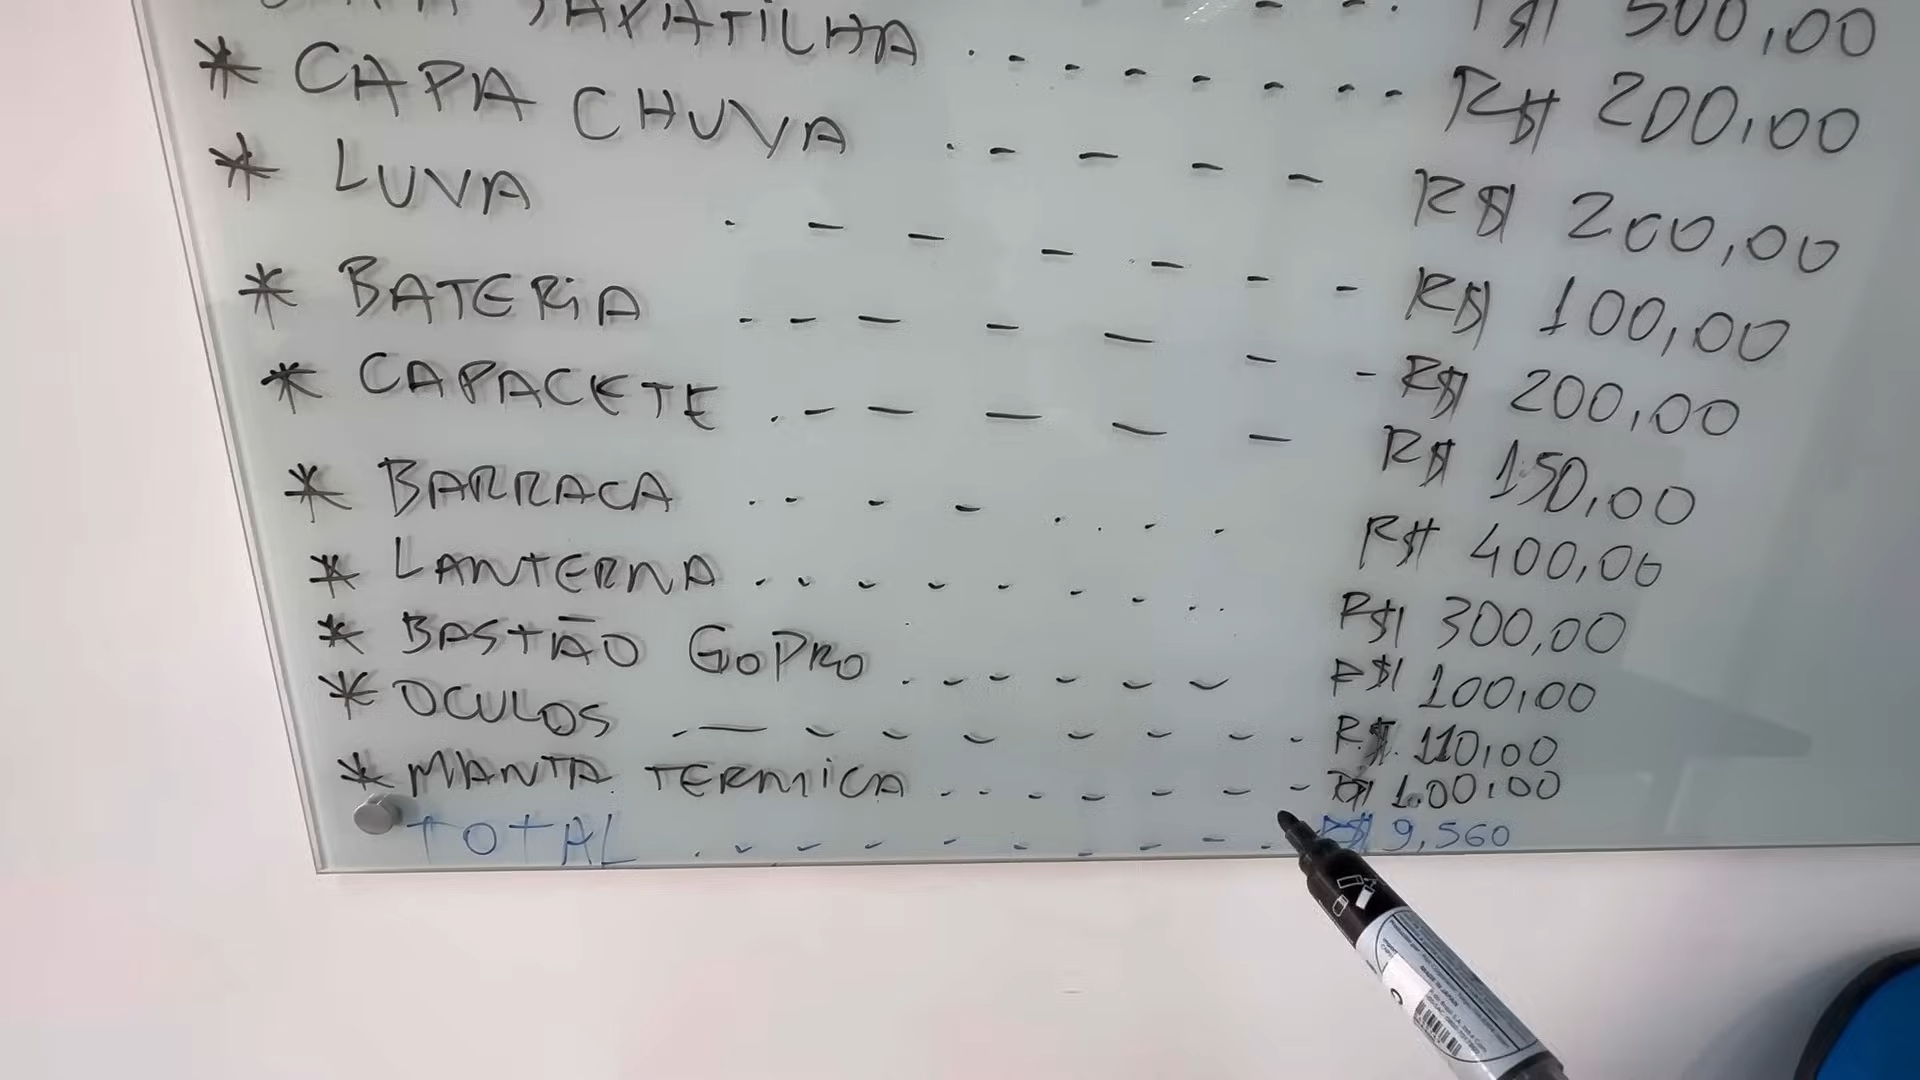 R$ 500,00
SAPATILHA R$ 200,00
* CAPA CHUVA R$ 200,00
* LUVA R$ 100,00
* BATERIA R$ 200,00
* CAPACETE R$ 150,00
* BARRACA R$ 400,00
* LANTERNA R$ 300,00
* BASTÃO GOPRO R$ 100,00
* OCULOS R$ 110,00
* MANTA TERMICA R$ 100,00
TOTAL R$ 9,560